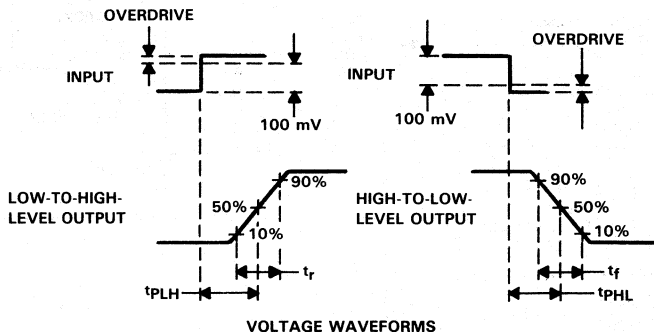 OVERDRIVE
INPUT
100 mV
LOW-TO-HIGH-
LEVEL OUTPUT
90%
50%
10%
tr
tPLH
OVERDRIVE
INPUT
100 mV
HIGH-TO-LOW-
LEVEL OUTPUT
90%
50%
10%
tf
tPHL
VOLTAGE WAVEFORMS